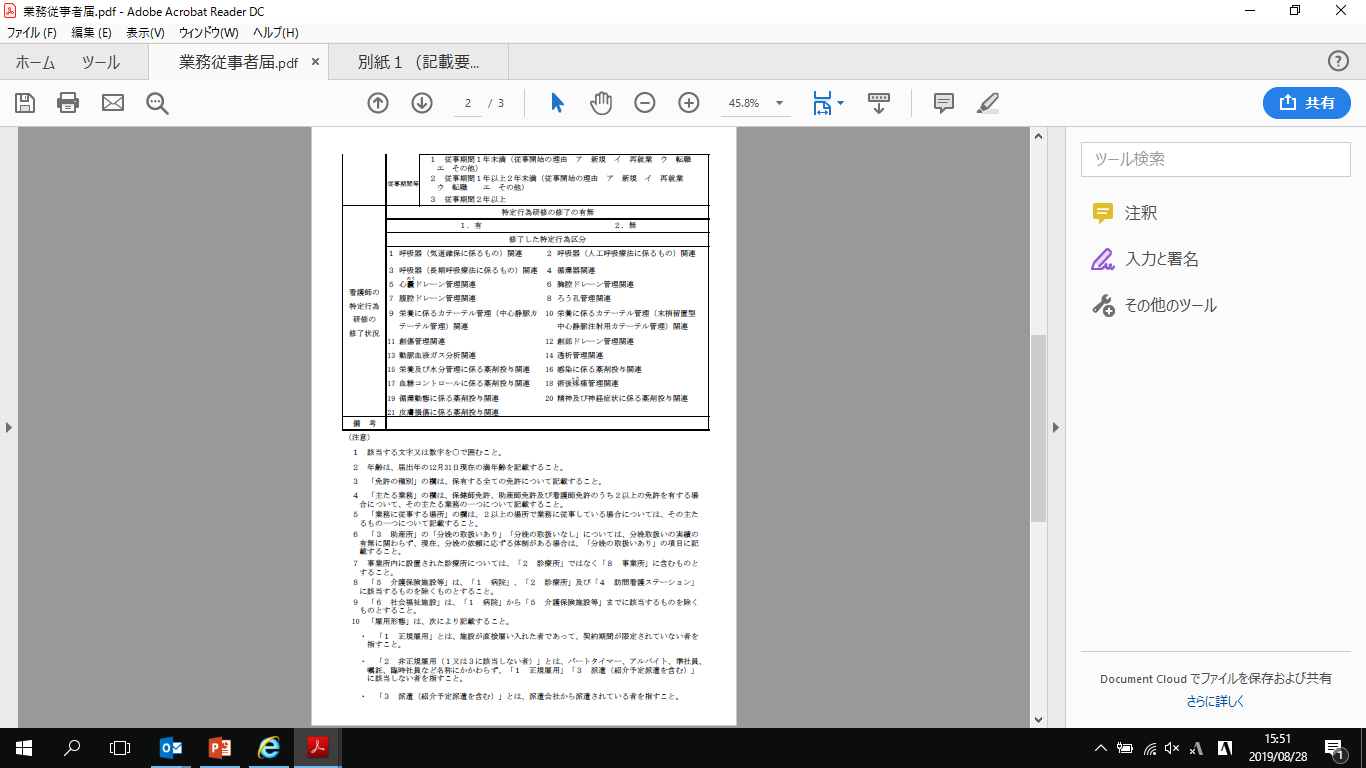 業務従事者届.pdf - Adobe Acrobat Reader DC
ファイル(F) 編集(E) 表示(V) ウィンドウ(W) ヘルプ(H)
ホーム ツール 業務従事者届.pdf × 別紙１（記載要...
2 / 3 45.8% 共有
１ 従事期間１年未満（従事開始の理由 ア 新規 イ 再就業 ウ 転職
エ その他）
２ 従事期間１年以上２年未満（従事開始の理由 ア 新規 イ 再就業
ウ 転職 エ その他）
従事期間等
３ 従事期間２年以上
特定行為研修の修了の有無
１．有 ２．無
修了した特定行為区分
1 呼吸器（気道確保に係るもの）関連 2 呼吸器（人工呼吸療法に係るもの）関連
3 呼吸器（長期呼吸療法に係るもの）関連 4 循環器関連
5 心嚢ドレーン管理関連 6 胸腔ドレーン管理関連
7 腹腔ドレーン管理関連 8 ろう孔管理関連
看護師の
特定行為
研修の
修了状況
9 栄養に係るカテーテル管理（中心静脈カ
テーテル管理）関連
10 栄養に係るカテーテル管理（末梢留置型
中心静脈注射用カテーテル管理）関連
11 創傷管理関連 12 創部ドレーン管理関連
13 動脈血液ガス分析関連 14 透析管理関連
15 栄養及び水分管理に係る薬剤投与関連 16 感染に係る薬剤投与関連
17 血糖コントロールに係る薬剤投与関連 18 術後疼痛管理関連
19 循環動態に係る薬剤投与関連 20 精神及び神経症状に係る薬剤投与関連
21 皮膚損傷に係る薬剤投与関連
備 考
（注意）
１ 該当する文字又は数字を○で囲むこと。
２ 年齢は、届出年の12月31日現在の満年齢を記載すること。
３ 「免許の種別」の欄は、保有する全ての免許について記載すること。
４ 「主たる業務」の欄は、保健師免許、助産師免許及び看護師免許のうち２以上の免許を有する場
合について、その主たる業務の一つについて記載すること。
５ 「業務に従事する場所」の欄は、２以上の場所で業務に従事している場合については、その主た
るもの一つについて記載すること。
６ 「３ 助産所」の「分娩の取扱いあり」「分娩の取扱いなし」については、分娩取扱いの実績の
有無に関わらず、現在、分娩の依頼に応ずる体制がある場合は、「分娩の取扱いあり」の項目に記
載すること。
７ 事業所内に設置された診療所については、「２ 診療所」ではなく「８ 事業所」に含むものと
すること。
８ 「５ 介護保険施設等」は、「１ 病院」、「２ 診療所」及び「４ 訪問看護ステーション」
に該当するものを除くものとすること。
９ 「６ 社会福祉施設」は、「１ 病院」から「５ 介護保険施設等」までに該当するものを除く
ものとすること。
10 「雇用形態」は、次により記載すること。
・ 「１ 正規雇用」とは、施設が直接雇い入れた者であって、契約期間が限定されていない者を
指すこと。
・ 「２ 非正規雇用（１又は３に該当しない者）」とは、パートタイマー、アルバイト、準社員、
嘱託、臨時社員など名称にかかわらず、「１ 正規雇用」「３ 派遣（紹介予定派遣を含む）」
に該当しない者を指すこと。
・ 「３ 派遣（紹介予定派遣を含む）」とは、派遣会社から派遣されている者を指すこと。
ツール検索
注釈
入力と署名
その他のツール
Document Cloud でファイルを保存および共有
さらに詳しく
15:51
2019/08/28
1